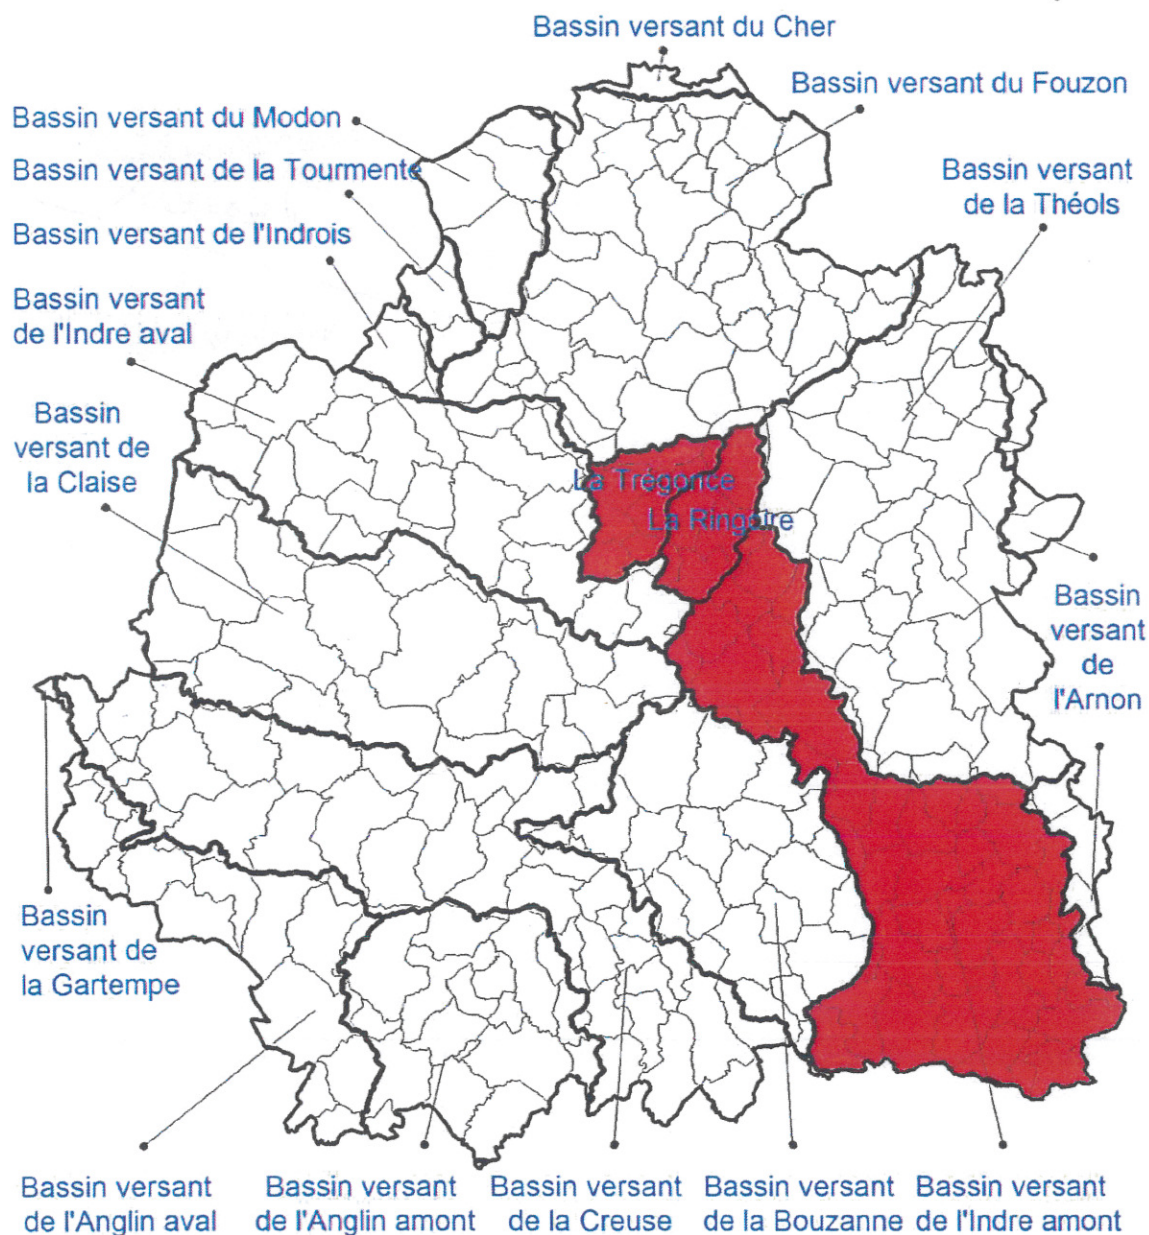 Bassin versant du Cher
Bassin versant du Fouzon
Bassin versant du Modon
Bassin versant de la Tourmente
Bassin versant
de la Théols
Bassin versant de l'Indrois
Bassin versant
de l'Indre aval
Bassin
versant de
la Claise
La Trégonce
La Ringoire
Bassin
versant
de
l'Arnon
Bassin
versant de
la Gartempe
Bassin versant
de l'Anglin aval
Bassin versant
de l'Anglin amont
Bassin versant
de la Creuse
Bassin versant
de la Bouzanne
Bassin versant
de l'Indre amont